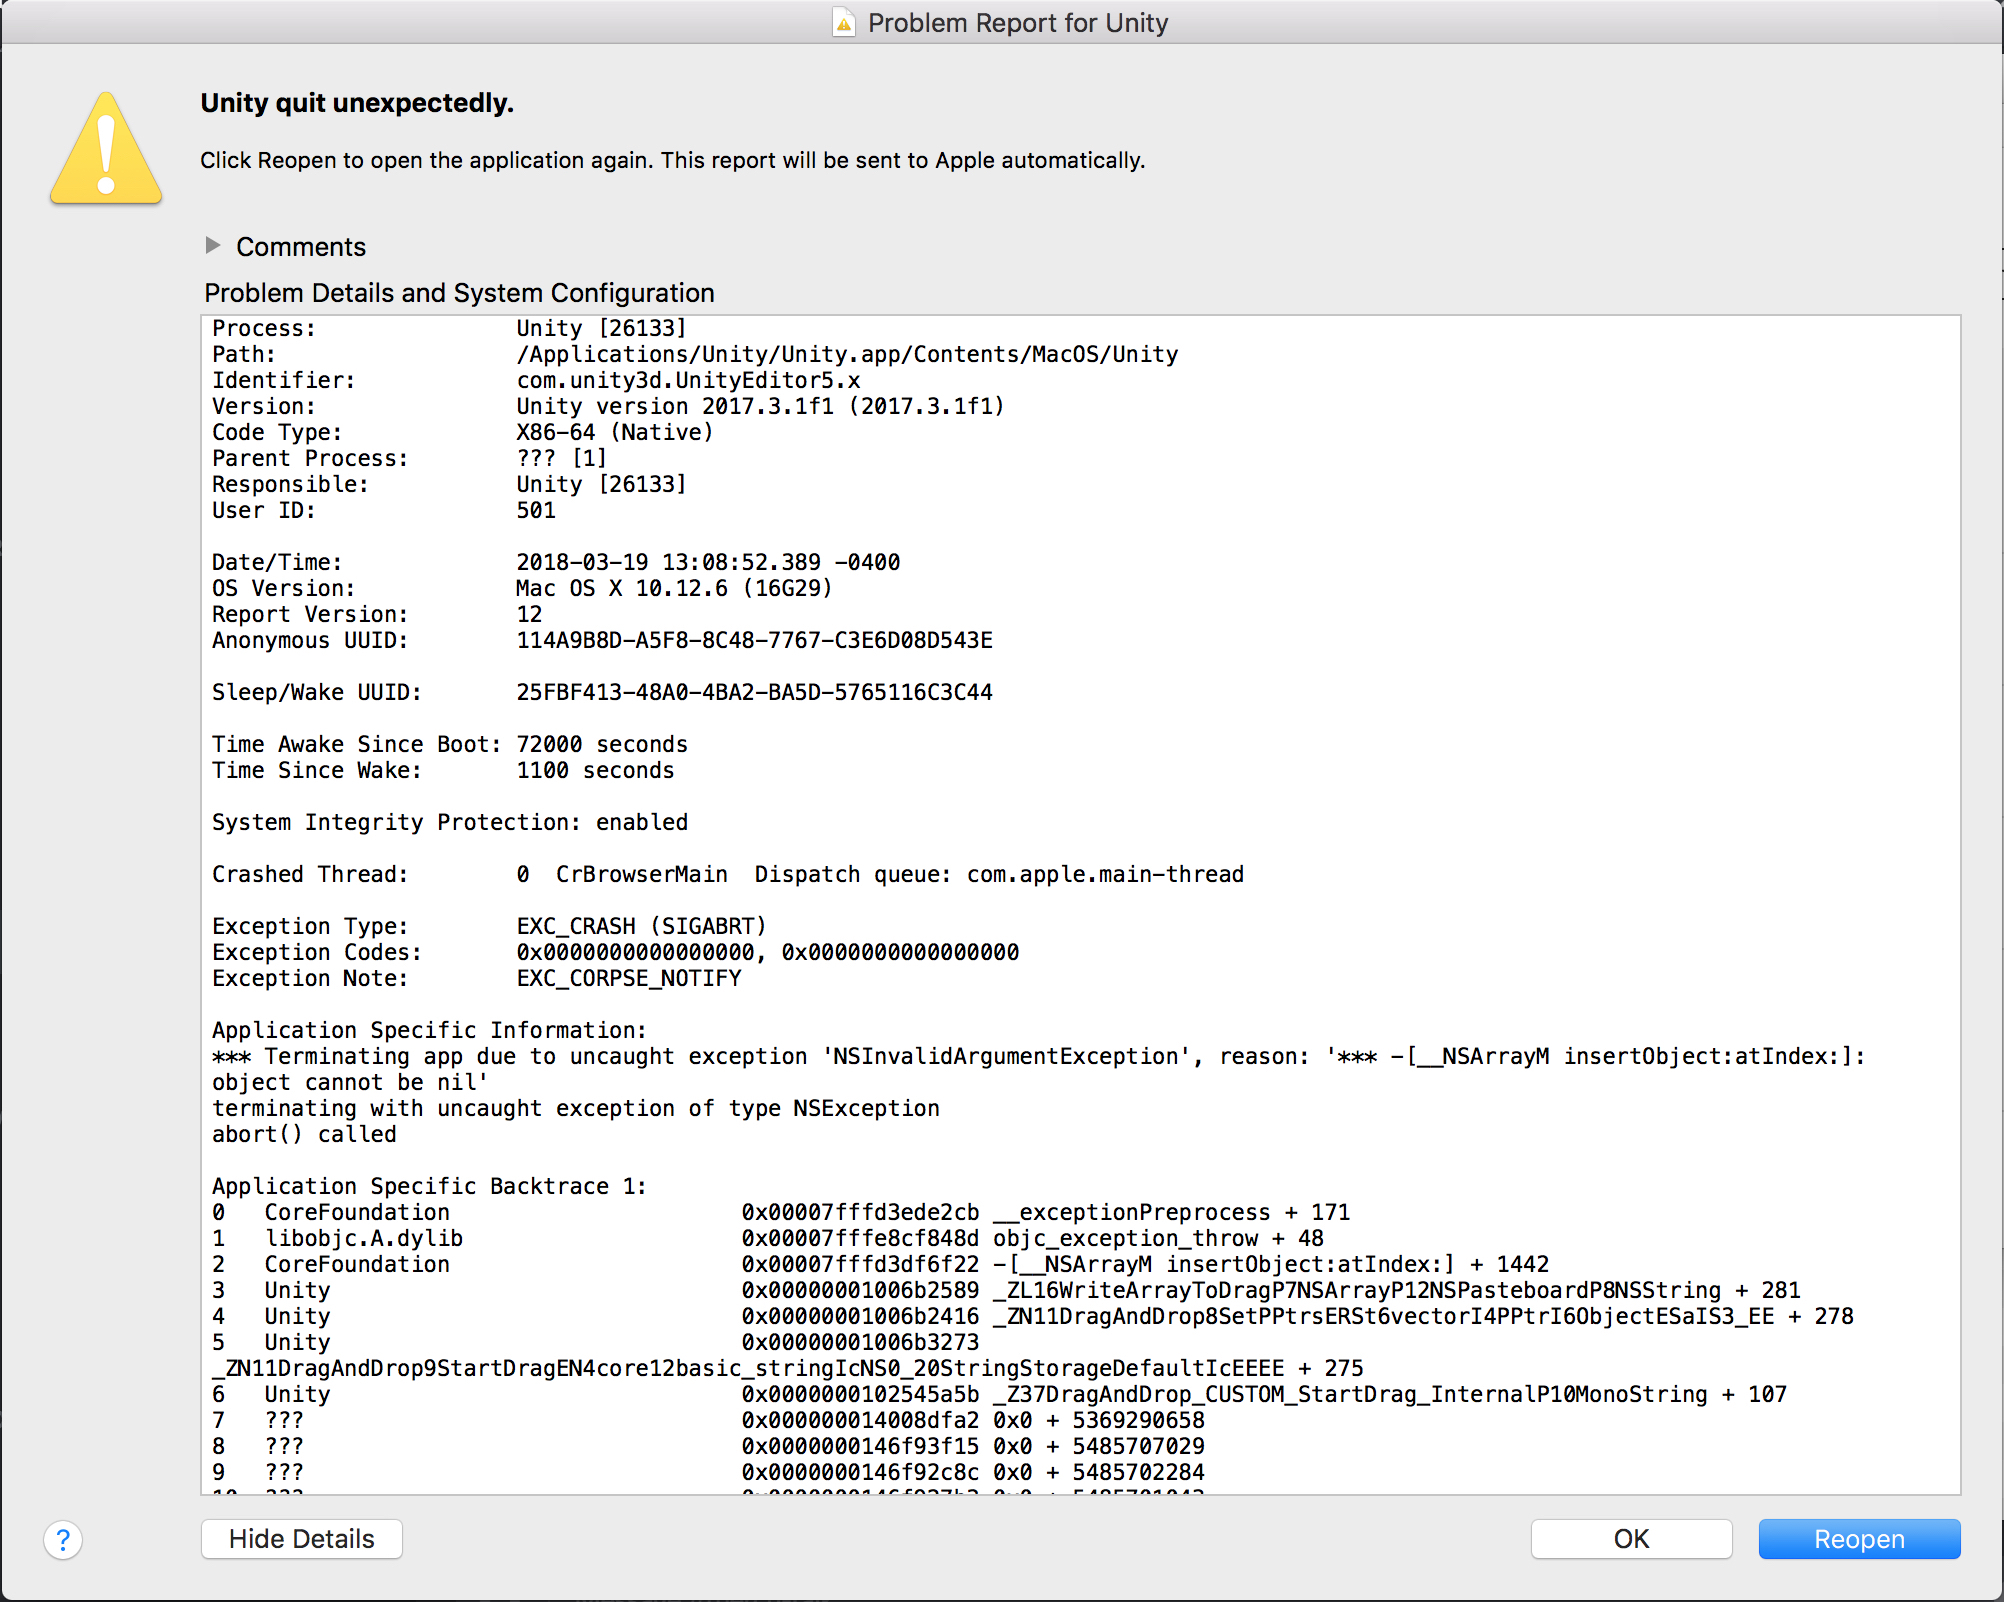 Problem Report for Unity
Unity quit unexpectedly.
Click Reopen to open the application again. This report will be sent to Apple automatically.
Comments
Problem Details and System Configuration
Process: Unity [26133]
Path: /Applications/Unity/Unity.app/Contents/MacOS/Unity
Identifier: com.unity3d.UnityEditor5.x
Version: Unity version 2017.3.1f1 (2017.3.1f1)
Code Type: X86-64 (Native)
Parent Process: ??? [1]
Responsible: Unity [26133]
User ID: 501
Date/Time: 2018-03-19 13:08:52.389 -0400
OS Version: Mac OS X 10.12.6 (16G29)
Report Version: 12
Anonymous UUID: 114A9B8D-A5F8-8C48-7767-C3E6D08D543E
Sleep/Wake UUID: 25FBF413-48A0-4BA2-BA5D-5765116C3C44
Time Awake Since Boot: 72000 seconds
Time Since Wake: 1100 seconds
System Integrity Protection: enabled
Crashed Thread: 0 CrBrowserMain Dispatch queue: com.apple.main-thread
Exception Type: EXC_CRASH (SIGABRT)
Exception Codes: 0x0000000000000000, 0x0000000000000000
Exception Note: EXC_CORPSE_NOTIFY
Application Specific Information:
*** Terminating app due to uncaught exception 'NSInvalidArgumentException', reason: '*** -[__NSArrayM insertObject:atIndex:]:
object cannot be nil'
terminating with uncaught exception of type NSException
abort() called
Application Specific Backtrace 1:
0 CoreFoundation 0x00007fffd3ede2cb __exceptionPreprocess + 171
1 libobjc.A.dylib 0x00007fffe8cf848d objc_exception_throw + 48
2 CoreFoundation 0x00007fffd3df6f22 -[__NSArrayM insertObject:atIndex:] + 1442
3 Unity 0x00000001006b2589 _ZL16WriteArrayToDragP7NSArrayP12NSPasteboardP8NSString + 281
4 Unity 0x00000001006b2416 _ZN11DragAndDrop8SetPPtrsERSt6vectorI4PPtrI6ObjectESaIS3_EE + 278
5 Unity 0x00000001006b3273
_ZN11DragAndDrop9StartDragEN4core12basic_stringIcNS0_20StringStorageDefaultIcEEEE + 275
6 Unity 0x0000000102545a5b _Z37DragAndDrop_CUSTOM_StartDrag_InternalP10MonoString + 107
7 ??? 0x000000014008dfa2 0x0 + 5369290658
8 ??? 0x0000000146f93f15 0x0 + 5485707029
9 ??? 0x0000000146f92c8c 0x0 + 5485702284
?
Hide Details
OK
Reopen